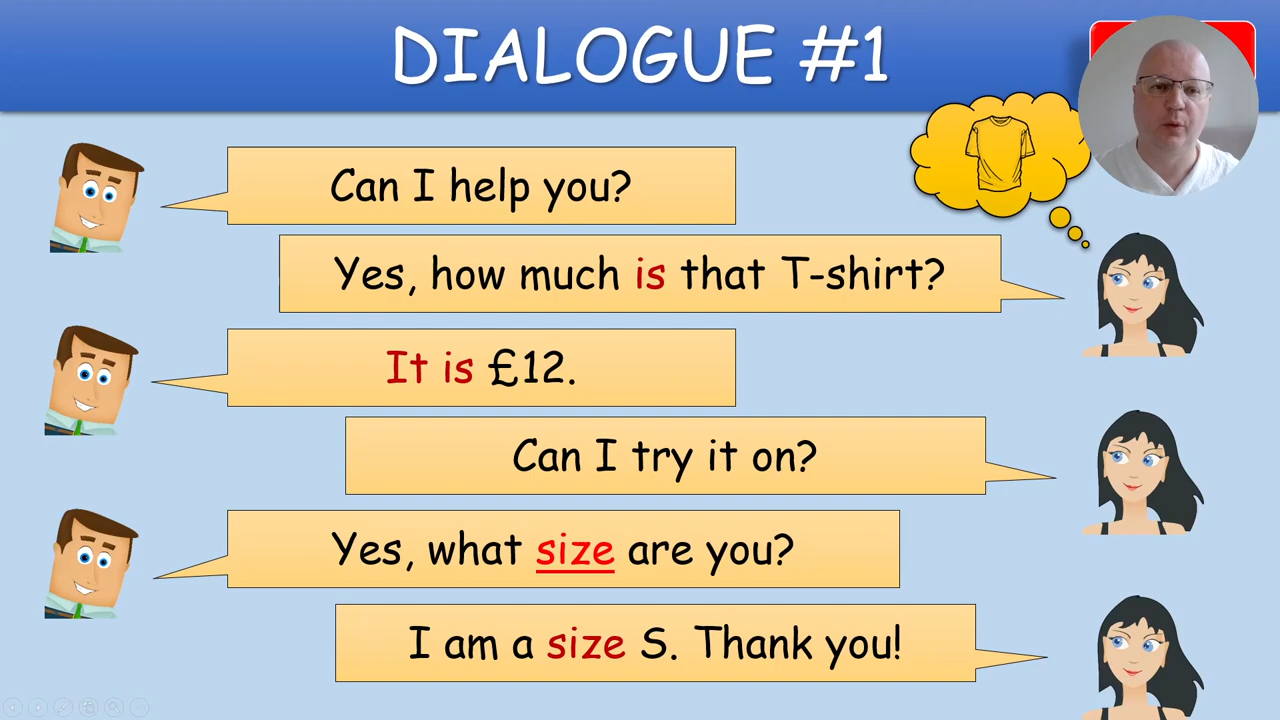 DIALOGUE #1
Can I help you?
Yes, how much is that T-shirt?
It is £12.
Can I try it on?
Yes, what size are you?
I am a size S. Thank you!